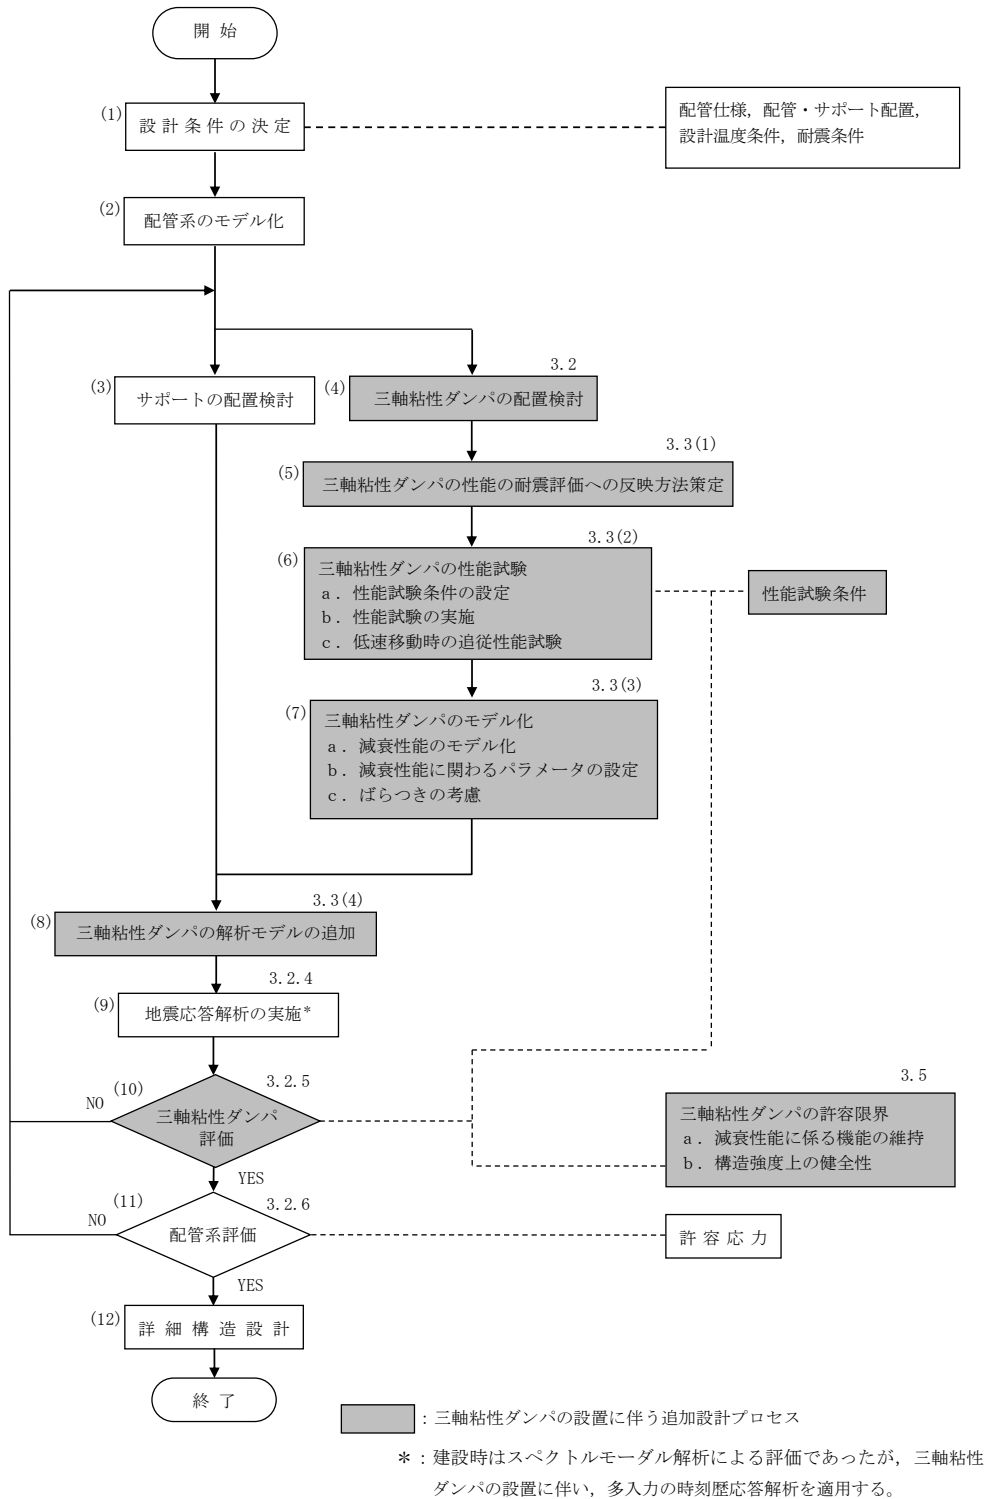 開 始
(1)
設 計 条 件 の 決 定
配管仕様，配管・サポート配置，
設計温度条件，耐震条件
(2)
配管系のモデル化
(3)
サポートの配置検討
3.2
(4)
三軸粘性ダンパの配置検討
3.3(1)
(5)
三軸粘性ダンパの性能の耐震評価への反映方法策定
3.3(2)
(6)
三軸粘性ダンパの性能試験
a．性能試験条件の設定
b．性能試験の実施
c．低速移動時の追従性能試験
性能試験条件
3.3(3)
(7)
三軸粘性ダンパのモデル化
a．減衰性能のモデル化
b．減衰性能に関わるパラメータの設定
c．ばらつきの考慮
3.3(4)
(8)
三軸粘性ダンパの解析モデルの追加
3.2.4
(9)
地震応答解析の実施*
(10)
3.2.5
NO
三軸粘性ダンパ
評価
YES
3.5
三軸粘性ダンパの許容限界
a．減衰性能に係る機能の維持
b．構造強度上の健全性
(11)
3.2.6
NO
配管系評価
YES
許 容 応 力
(12)
詳 細 構 造 設 計
終 了
：三軸粘性ダンパの設置に伴う追加設計プロセス
＊：建設時はスペクトルモーダル解析による評価であったが，三軸粘性
ダンパの設置に伴い，多入力の時刻歴応答解析を適用する。